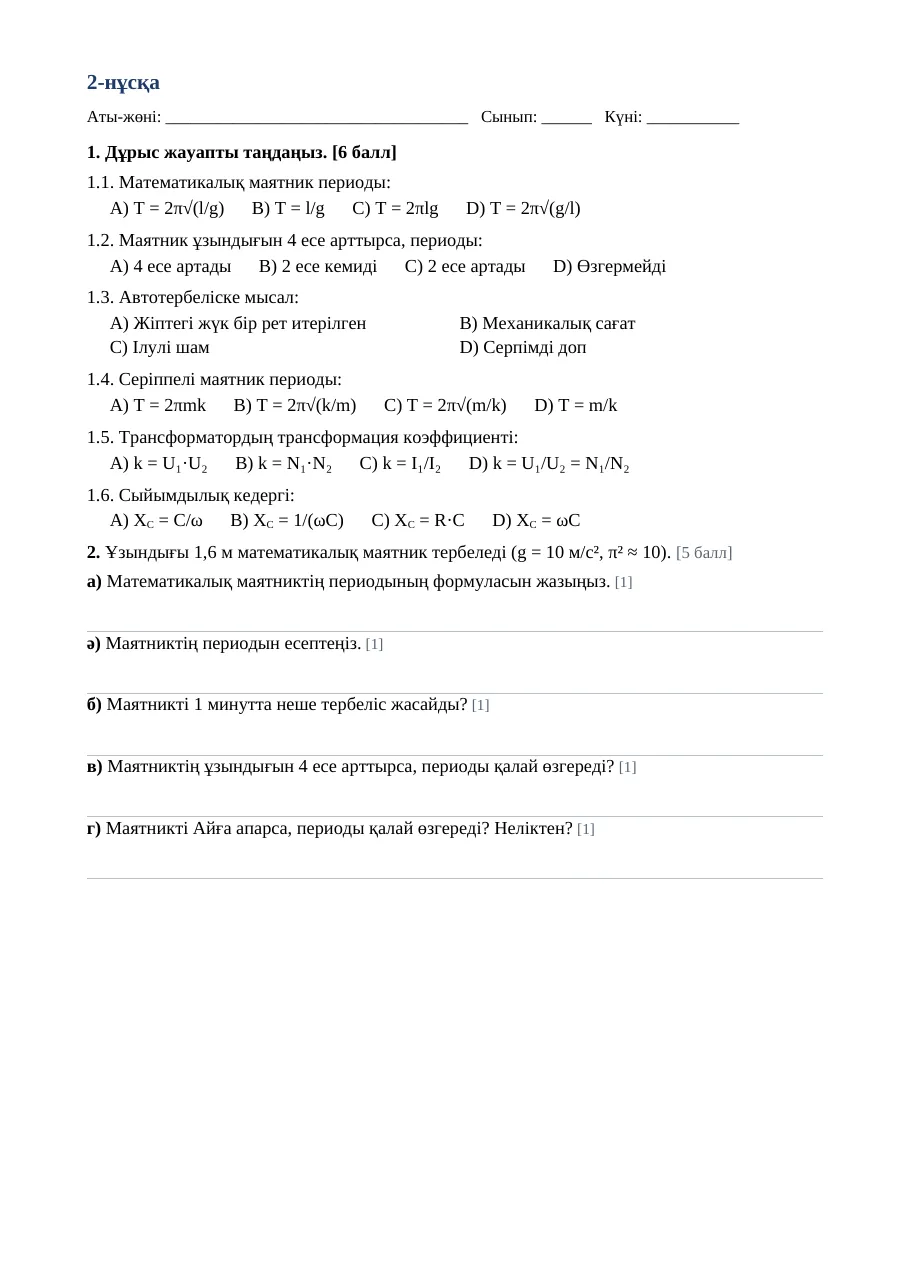 2-нұсқа
Аты-жөні: ____________________________________ Сынып: ______ Күні: ___________
1. Дұрыс жауапты таңдаңыз. [6 балл]
1.1. Математикалық маятник периоды:
A) T = 2π√(l/g) B) T = l/g C) T = 2πlg D) T = 2π√(g/l)
1.2. Маятник ұзындығын 4 есе арттырса, периоды:
A) 4 есе артады B) 2 есе кемиді C) 2 есе артады D) Өзгермейді
1.3. Автотербеліске мысал:
A) Жіптегі жүк бір рет итерілген B) Механикалық сағат
C) Ілулі шам D) Серпімді доп
1.4. Серіппелі маятник периоды:
A) T = 2πmk B) T = 2π√(k/m) C) T = 2π√(m/k) D) T = m/k
1.5. Трансформатордың трансформация коэффициенті:
A) k = U₁·U₂ B) k = N₁·N₂ C) k = I₁/I₂ D) k = U₁/U₂ = N₁/N₂
1.6. Сыйымдылық кедергі:
A) X_C = C/ω B) X_C = 1/(ωC) C) X_C = R·C D) X_C = ωC
2. Ұзындығы 1,6 м математикалық маятник тербеледі (g = 10 м/с², π² ≈ 10). [5 балл]
а) Математикалық маятниктің периодының формуласын жазыңыз. [1]
ә) Маятниктің периодын есептеңіз. [1]
б) Маятникті 1 минутта неше тербеліс жасайды? [1]
в) Маятниктің ұзындығын 4 есе арттырса, периоды қалай өзгереді? [1]
г) Маятникті Айға апарса, периоды қалай өзгереді? Неліктен? [1]